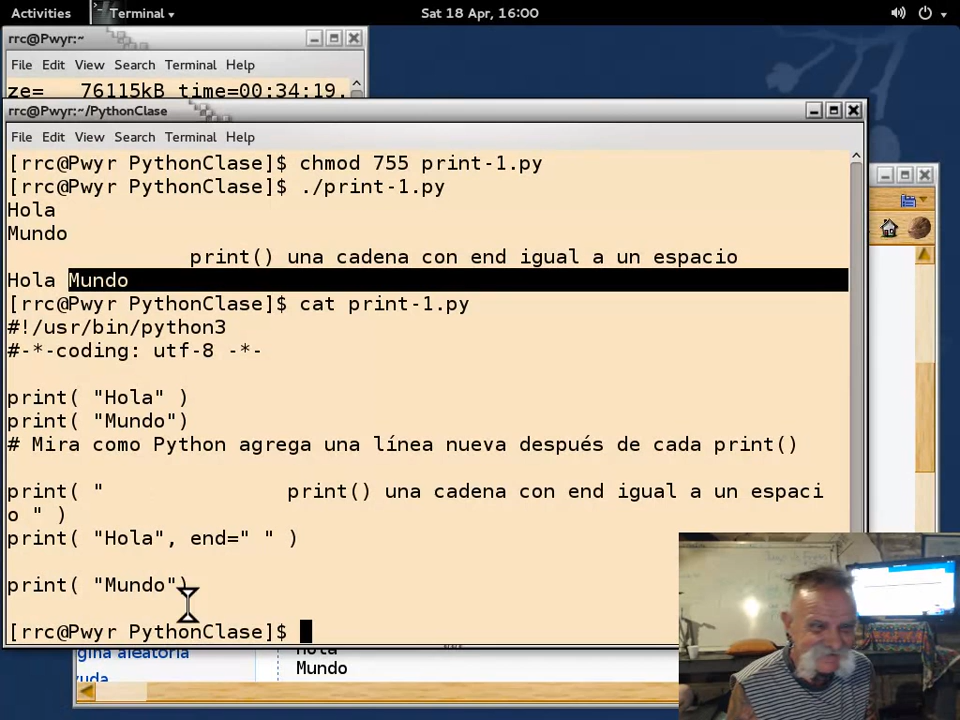 Activities
Terminal
Sat 18 Apr, 16:00
rrc@Pwyr:~
File Edit View Search Terminal Help
ze= 76115kB time=00:34:19.
rrc@Pwyr:~/PythonClase
File Edit View Search Terminal Help
[rrc@Pwyr PythonClase]$ chmod 755 print-1.py
[rrc@Pwyr PythonClase]$ ./print-1.py
Hola
Mundo
print() una cadena con end igual a un espacio
Hola Mundo
[rrc@Pwyr PythonClase]$ cat print-1.py
#!/usr/bin/python3
#-*-coding: utf-8 -*-
print( "Hola" )
print( "Mundo")
# Mira como Python agrega una línea nueva después de cada print()
print( " print() una cadena con end igual a un espaci
o " )
print( "Hola", end=" " )
print( "Mundo")
[rrc@Pwyr PythonClase]$
gina aleatoria
Hola
Mundo